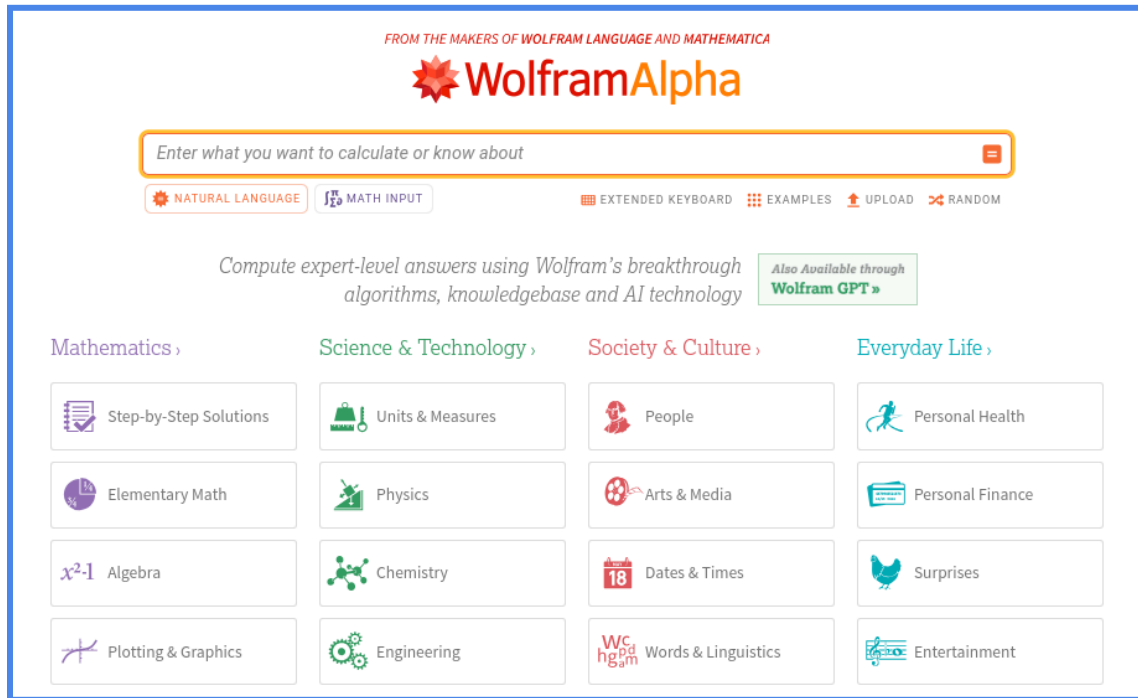 FROM THE MAKERS OF WOLFRAM LANGUAGE AND MATHEMATICA
WolframAlpha
Enter what you want to calculate or know about
NATURAL LANGUAGE
MATH INPUT
EXTENDED KEYBOARD
EXAMPLES
UPLOAD
RANDOM
Compute expert-level answers using Wolfram's breakthrough
algorithms, knowledgebase and AI technology
Also Available through
Wolfram GPT »
Mathematics ›
Step-by-Step Solutions
Elementary Math
x²-1 Algebra
Plotting & Graphics
Science & Technology ›
Units & Measures
Physics
Chemistry
Engineering
Society & Culture ›
People
Arts & Media
18 Dates & Times
Words & Linguistics
Everyday Life ›
Personal Health
Personal Finance
Surprises
Entertainment